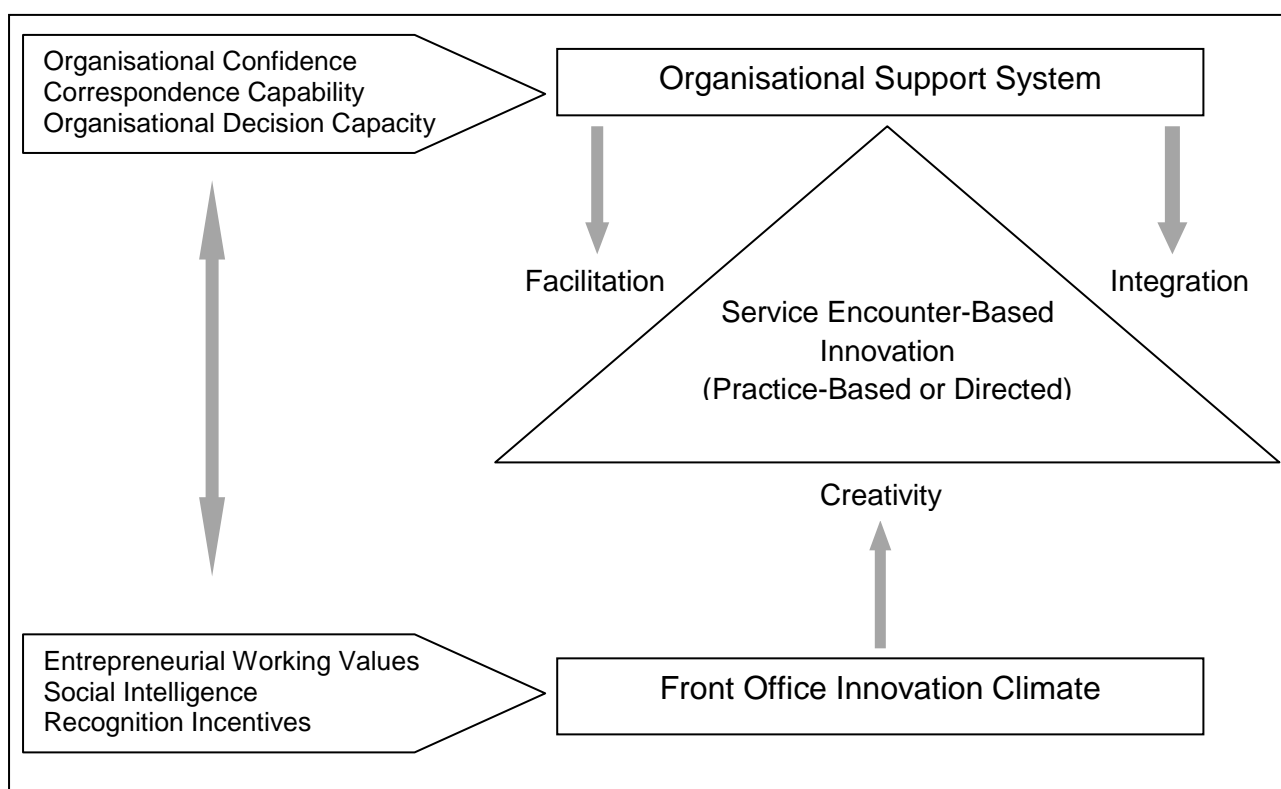 Organisational Confidence
Correspondence Capability
Organisational Decision Capacity
Organisational Support System
Facilitation
Integration
Service Encounter-Based
Innovation
(Practice-Based or Directed)
Creativity
Entrepreneurial Working Values
Social Intelligence
Recognition Incentives
Front Office Innovation Climate